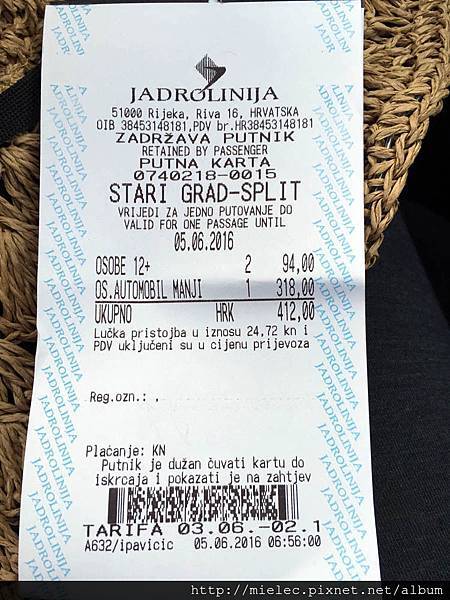 JADROLINIJA
51000 Rijeka, Riva 16, HRVATSKA
OIB 38453148181,PDV br.HR38453148181
ZADRŽAVA PUTNIK
RETAINED BY PASSENGER
PUTNA KARTA
0740218-0015
STARI GRAD-SPLIT
VRIJEDI ZA JEDNO PUTOVANJE DO
VALID FOR ONE PASSAGE UNTIL
05.06.2016
OSOBE 12+ 2 94,00
OS.AUTOMOBIL MANJI 1 318,00
UKUPNO HRK 412,00
Lučka pristojba u iznosu 24,72 kn i
PDV uključeni su u cijenu prijevoza
Reg.ozn.: ,
Plaćanje: KN
Putnik je dužan čuvati kartu do
iskrcaja i pokazati je na zahtjev
TARIFA 03.06.-02.1
A632/ipavicic 05.06.2016 06:56:00
http://mielec.pixnet.net/album